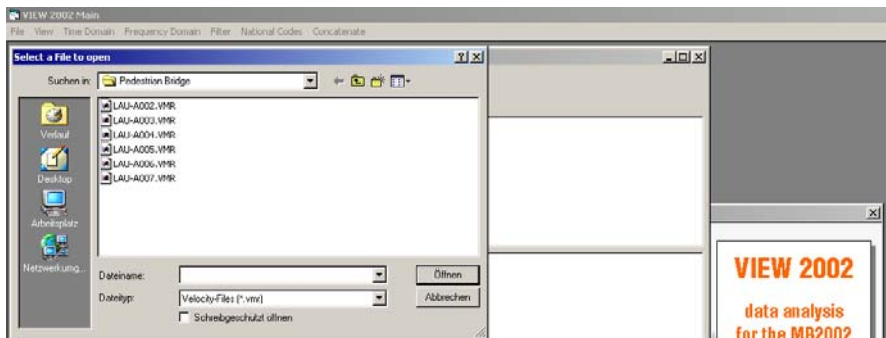 VIEW 2002 Main
File View Time Domain Frequency Domain Filter National Codes Concatenate
Select a File to open
Suchen in: Pedestrian Bridge
LAU-A002.VMR
LAU-A003.VMR
LAU-A004.VMR
LAU-A005.VMR
LAU-A006.VMR
LAU-A007.VMR
Verlauf
Desktop
Arbeitsplatz
Netzwerkumg...
Dateiname:
Öffnen
Dateityp: Velocity-Files (*.vmr)
Abbrechen
Schreibgeschützt öffnen
VIEW 2002
data analysis
for the MR2002